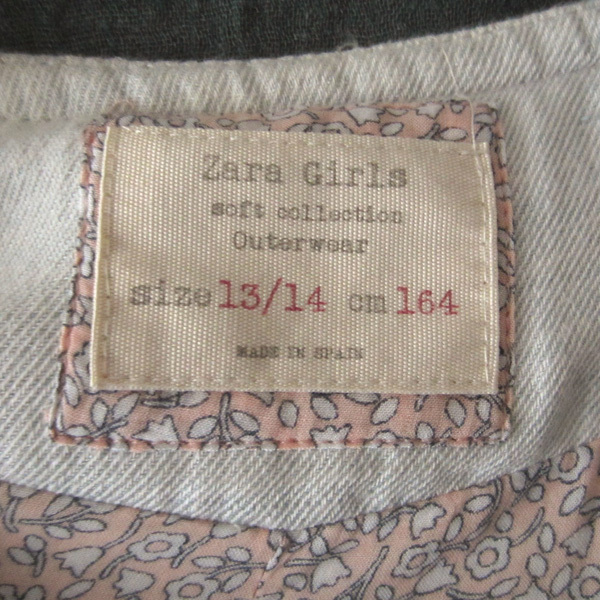 Zara Girls
soft collection
Outerwear
size 13/14 cm 164
MADE IN SPAIN